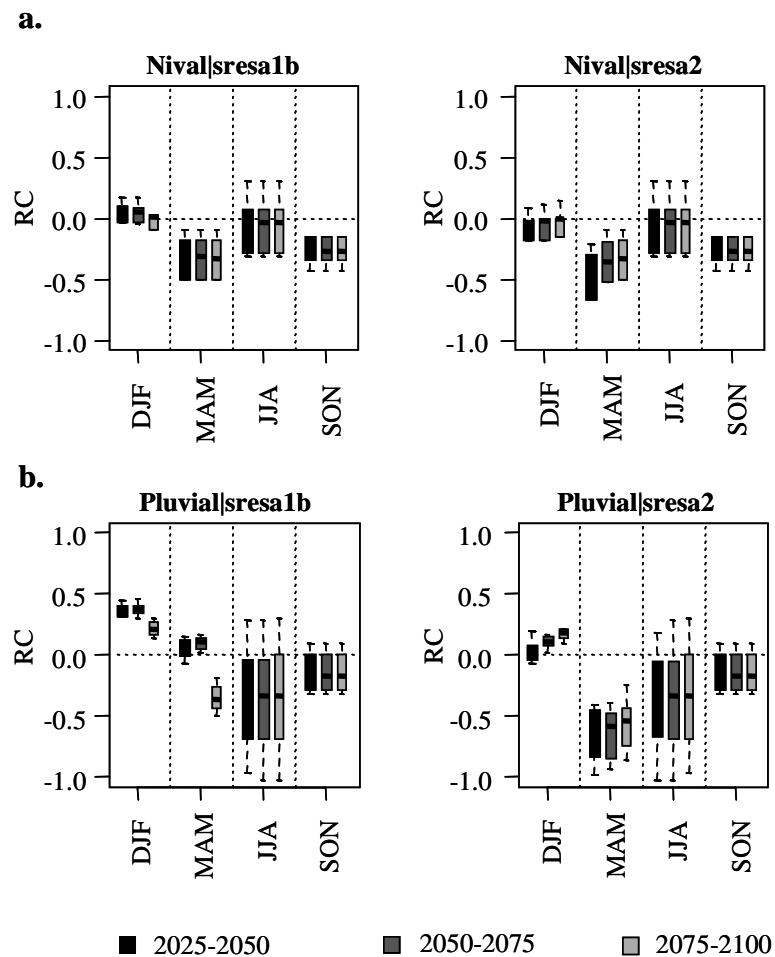 a.
Nival|sresa1b
Nival|sresa2
RC
1.0
0.5
0.0
-0.5
-1.0
DJF
MAM
JJA
SON
RC
1.0
0.5
0.0
-0.5
-1.0
DJF
MAM
JJA
SON
b.
Pluvial|sresa1b
Pluvial|sresa2
RC
1.0
0.5
0.0
-0.5
-1.0
DJF
MAM
JJA
SON
RC
1.0
0.5
0.0
-0.5
-1.0
DJF
MAM
JJA
SON
2025-2050
2050-2075
2075-2100